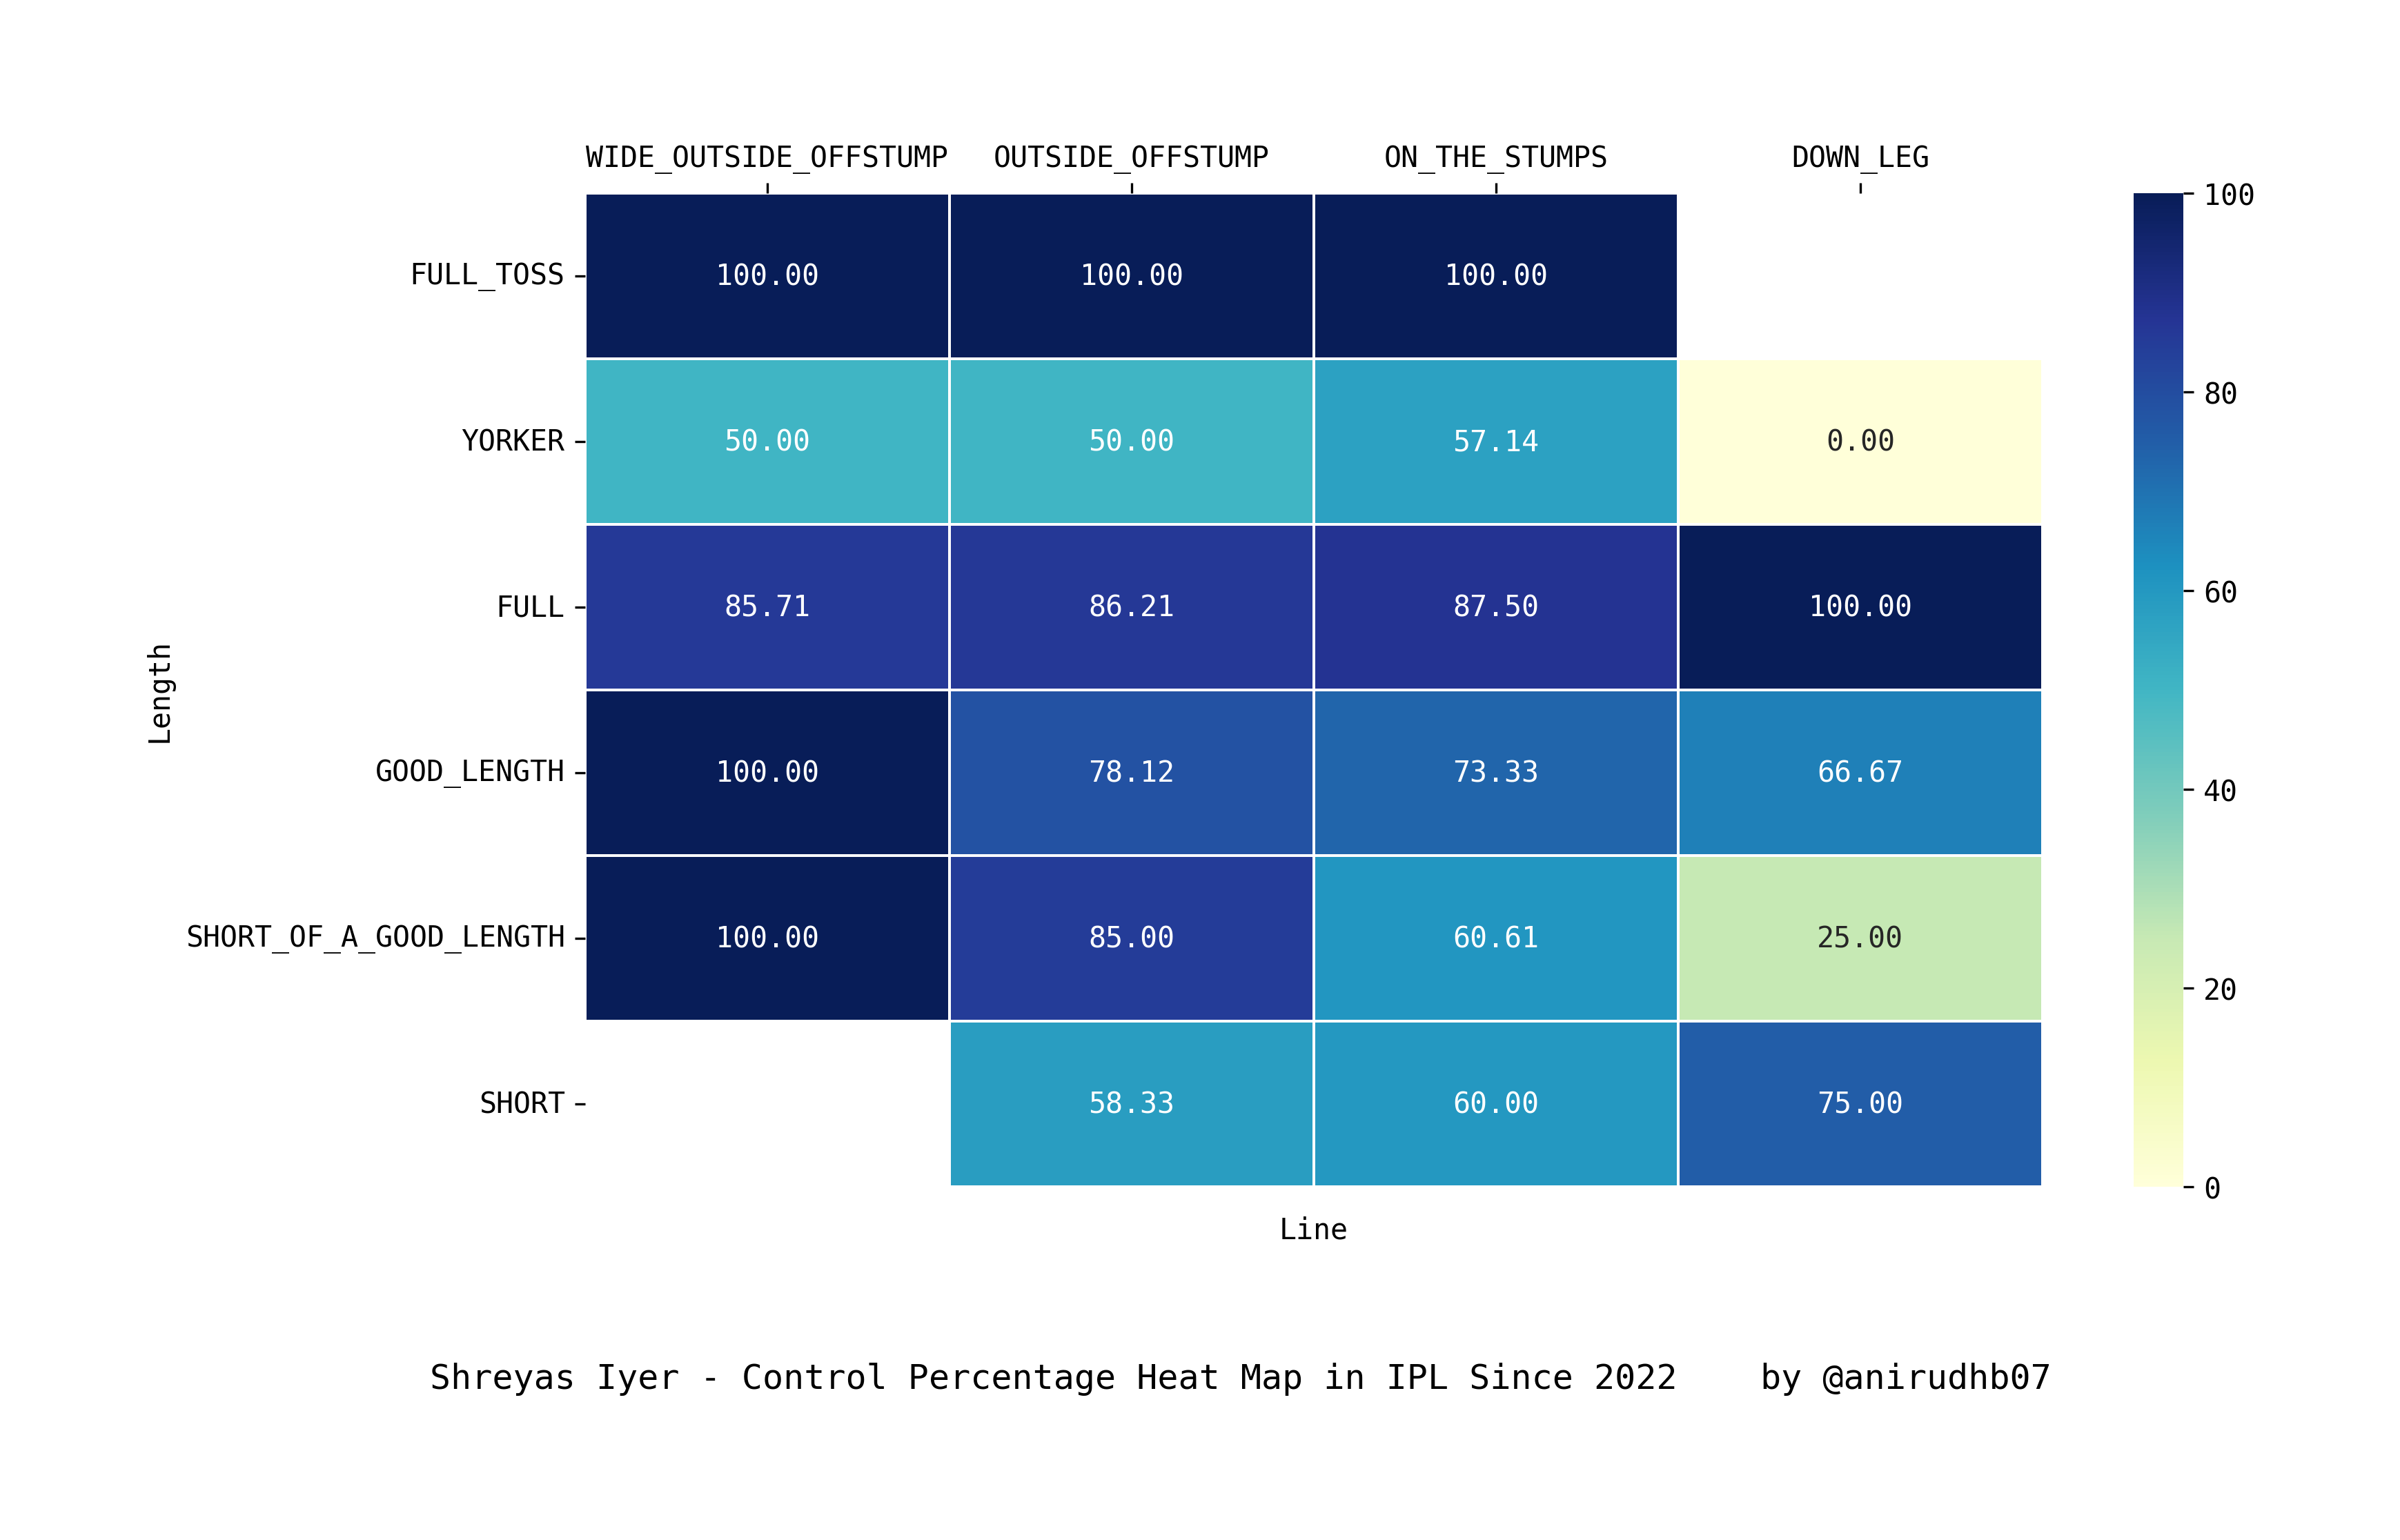 WIDE_OUTSIDE_OFFSTUMP OUTSIDE_OFFSTUMP ON_THE_STUMPS DOWN_LEG
100
FULL_TOSS 100.00 100.00 100.00
80
YORKER 50.00 50.00 57.14 0.00
FULL 85.71 86.21 87.50 100.00
60
Length
GOOD_LENGTH 100.00 78.12 73.33 66.67
40
SHORT_OF_A_GOOD_LENGTH 100.00 85.00 60.61 25.00
20
SHORT 58.33 60.00 75.00
0
Line
Shreyas Iyer - Control Percentage Heat Map in IPL Since 2022 by @anirudhb07